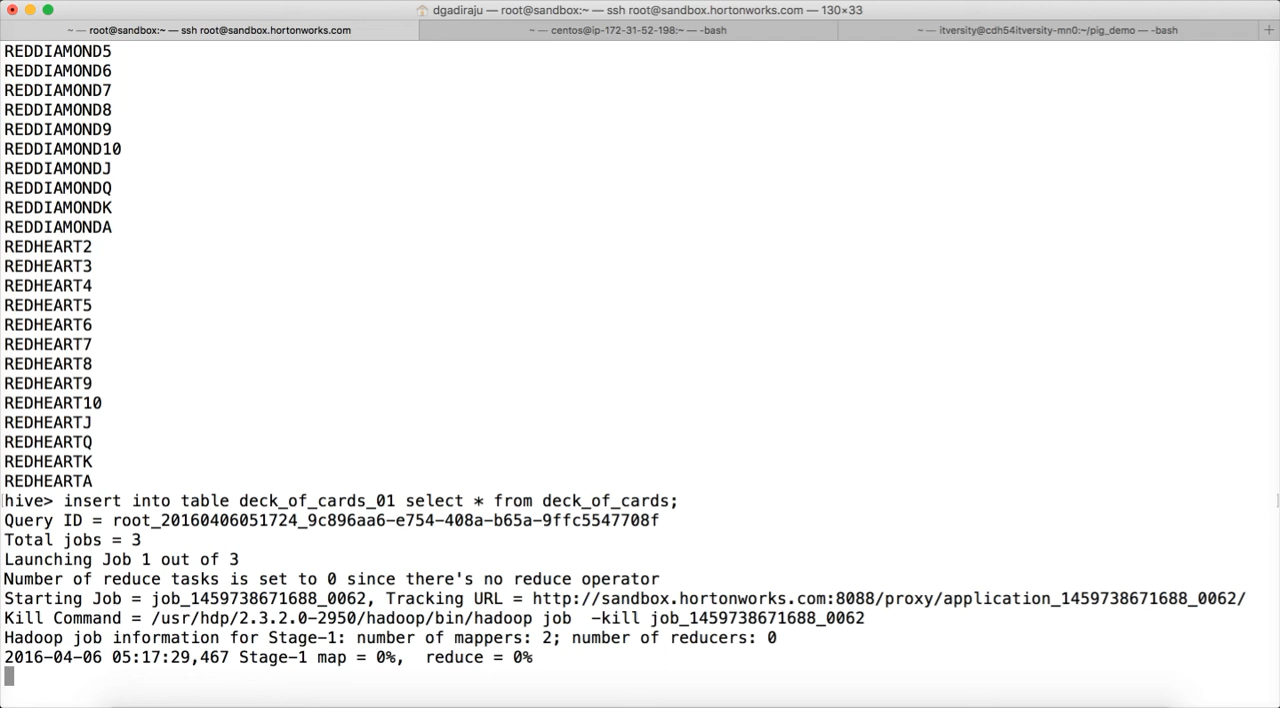 dgadiraju — root@sandbox:~ — ssh root@sandbox.hortonworks.com — 130×33
~ — root@sandbox:~ — ssh root@sandbox.hortonworks.com
~ — centos@ip-172-31-52-198:~ — -bash
~ — itversity@cdh54itversity-mn0:~/pig_demo — -bash
+
REDDIAMOND5
REDDIAMOND6
REDDIAMOND7
REDDIAMOND8
REDDIAMOND9
REDDIAMOND10
REDDIAMONDJ
REDDIAMONDQ
REDDIAMONDK
REDDIAMONDA
REDHEART2
REDHEART3
REDHEART4
REDHEART5
REDHEART6
REDHEART7
REDHEART8
REDHEART9
REDHEART10
REDHEARTJ
REDHEARTQ
REDHEARTK
REDHEARTA
hive> insert into table deck_of_cards_01 select * from deck_of_cards;
Query ID = root_20160406051724_9c896aa6-e754-408a-b65a-9ffc5547708f
Total jobs = 3
Launching Job 1 out of 3
Number of reduce tasks is set to 0 since there's no reduce operator
Starting Job = job_1459738671688_0062, Tracking URL = http://sandbox.hortonworks.com:8088/proxy/application_1459738671688_0062/
Kill Command = /usr/hdp/2.3.2.0-2950/hadoop/bin/hadoop job  -kill job_1459738671688_0062
Hadoop job information for Stage-1: number of mappers: 2; number of reducers: 0
2016-04-06 05:17:29,467 Stage-1 map = 0%,  reduce = 0%